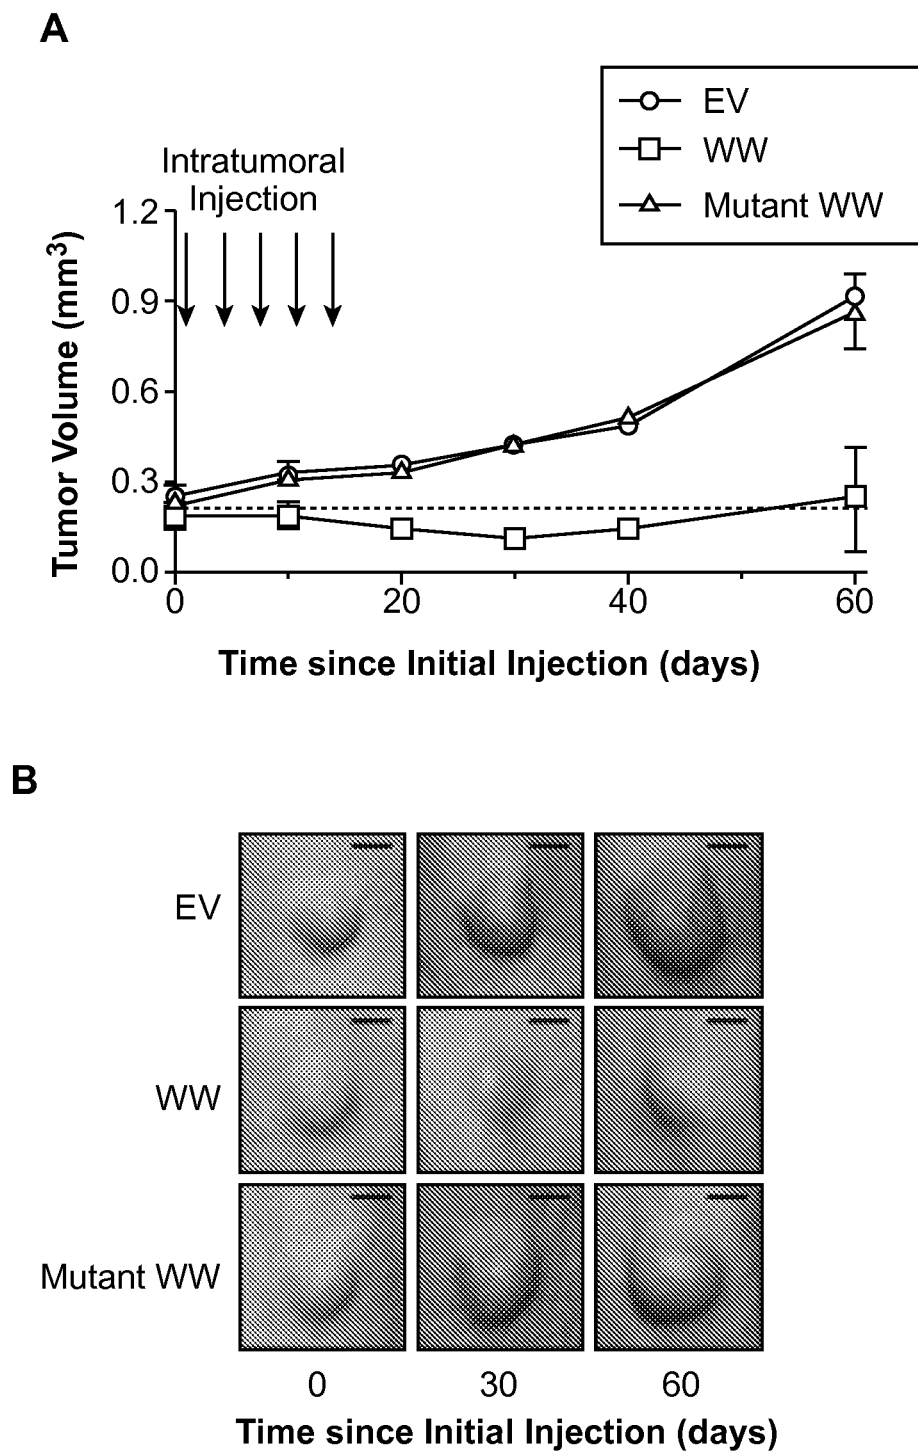 A
EV
WW
Mutant WW
Intratumoral
Injection
1.2
0.9
0.6
0.3
0.0
Tumor Volume (mm³)
0
20
40
60
Time since Initial Injection (days)
B
EV
WW
Mutant WW
0
30
60
Time since Initial Injection (days)